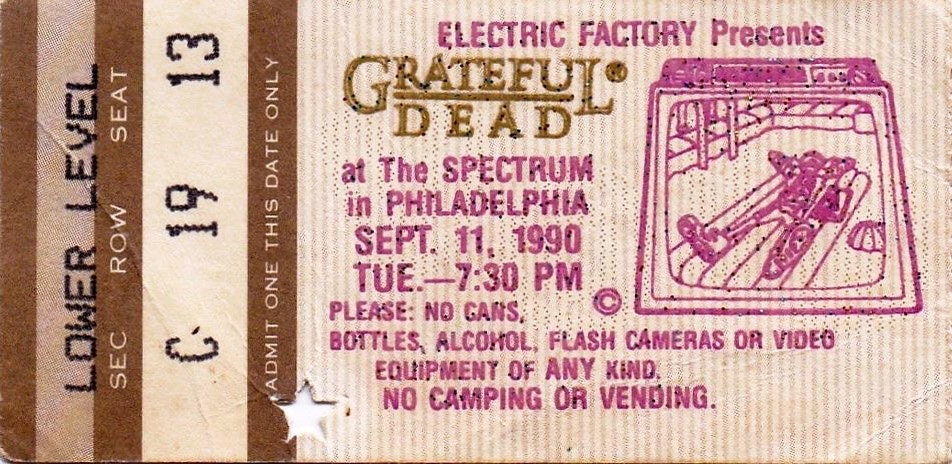 LOWER LEVEL
SEC ROW SEAT
C 19 13
ADMIT ONE THIS DATE ONLY
ELECTRIC FACTORY Presents
GRATEFUL®
DEAD
at The SPECTRUM
in PHILADELPHIA
SEPT. 11, 1990
TUE.—7:30 PM
©
PLEASE: NO CANS,
BOTTLES, ALCOHOL, FLASH CAMERAS OR VIDEO
EQUIPMENT OF ANY KIND.
NO CAMPING OR VENDING.